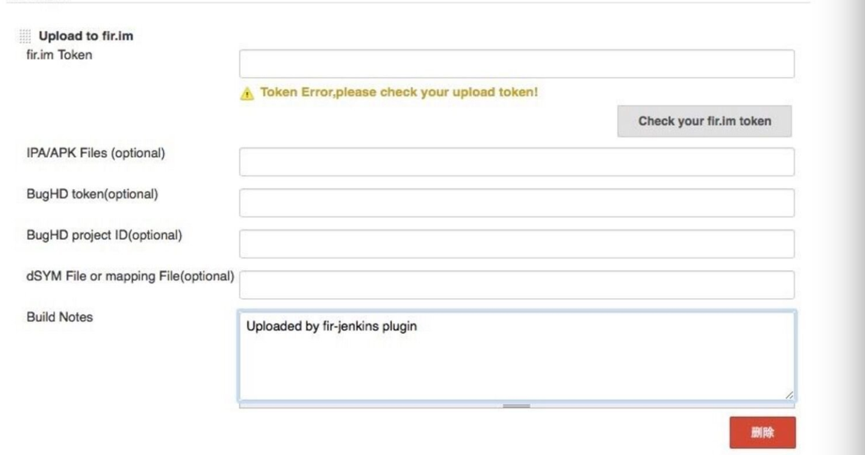 Upload to fir.im
fir.im Token
Token Error,please check your upload token!
Check your fir.im token
IPA/APK Files (optional)
BugHD token(optional)
BugHD project ID(optional)
dSYM File or mapping File(optional)
Build Notes
Uploaded by fir-jenkins plugin
删除